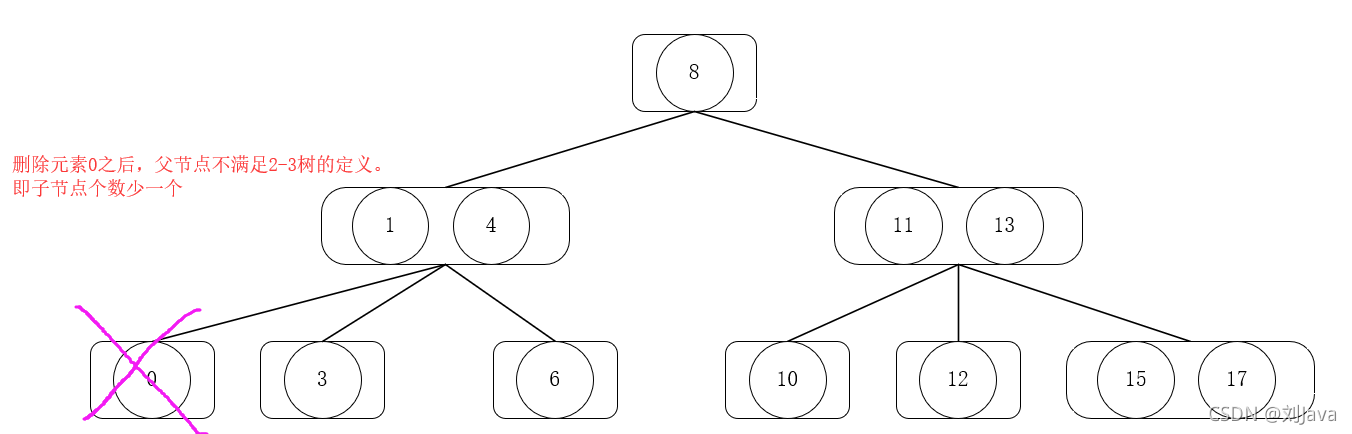 8
删除元素0之后，父节点不满足2-3树的定义。
即子节点个数少一个
1 4 11 13
0 3 6 10 12 15 17
CSDN @刘Java